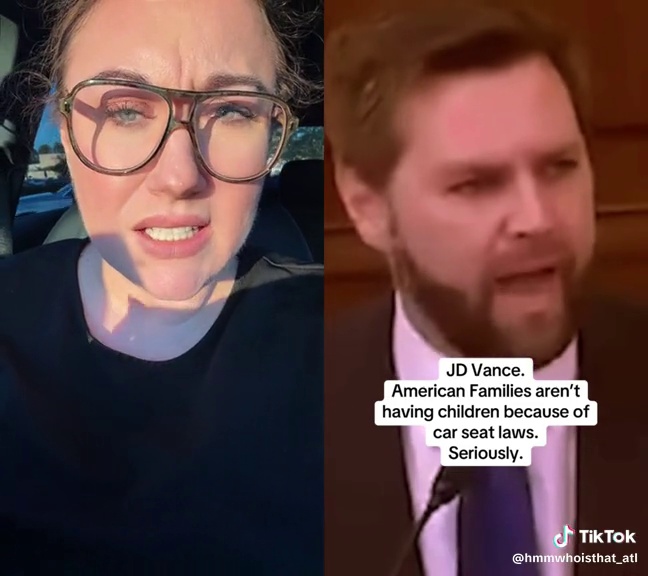 JD Vance.
American Families aren't
having children because of
car seat laws.
Seriously.
TikTok
@hmmwhoisthat_atl